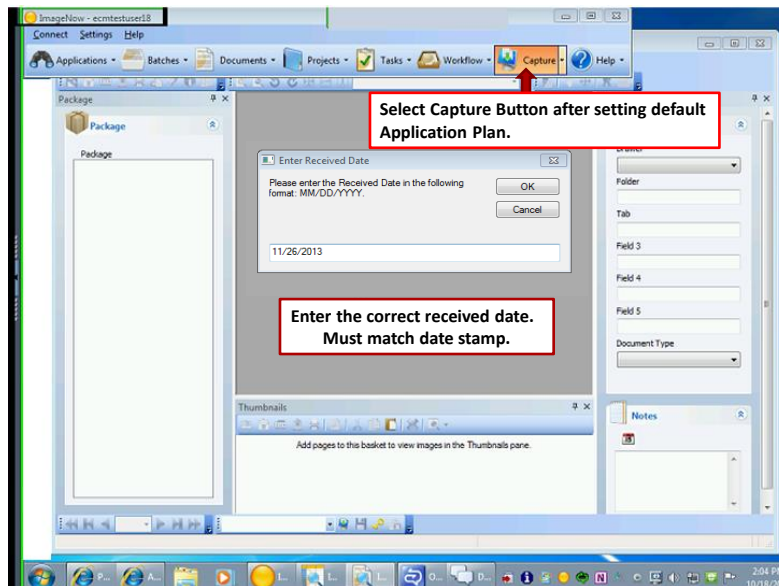 ImageNow - ecmtestuser18
Connect Settings Help
Applications Batches Documents Projects Tasks Workflow Capture Help
Package
Select Capture Button after setting default
Application Plan.
Package
Package
Enter Received Date
Please enter the Received Date in the following
format: MM/DD/YYYY.
OK
Cancel
11/26/2013
Folder
Tab
Field 3
Field 4
Field 5
Document Type
Enter the correct received date.
Must match date stamp.
Thumbnails
Add pages to this basket to view images in the Thumbnails pane.
Notes
P... A... L... L... L... O... D...
2:04 P